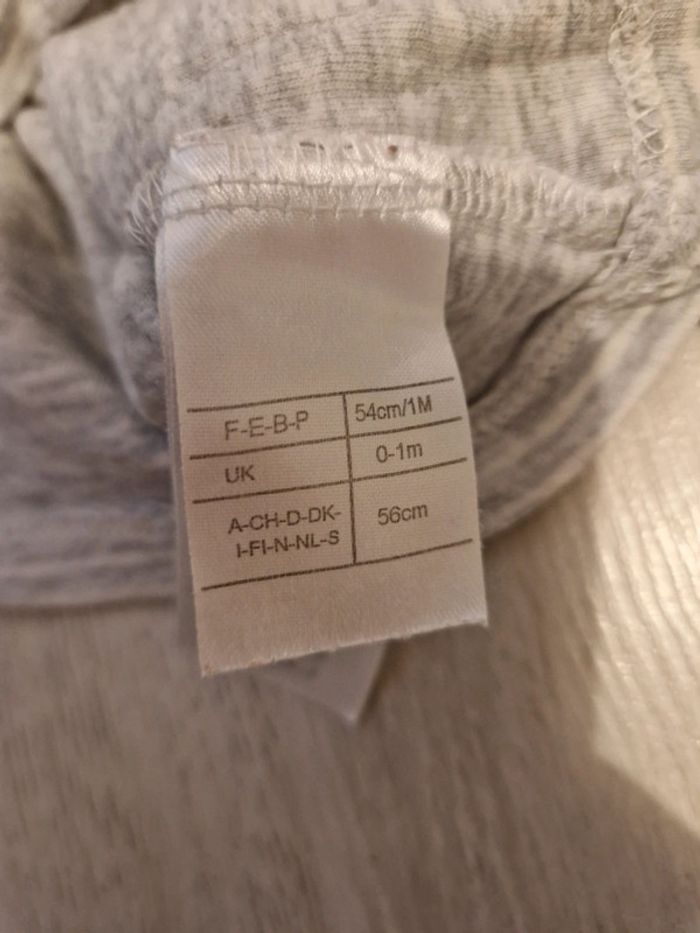 F-E-B-P 54cm/1M
UK 0-1m
A-CH-D-DK- 56cm
I-FI-N-NL-S